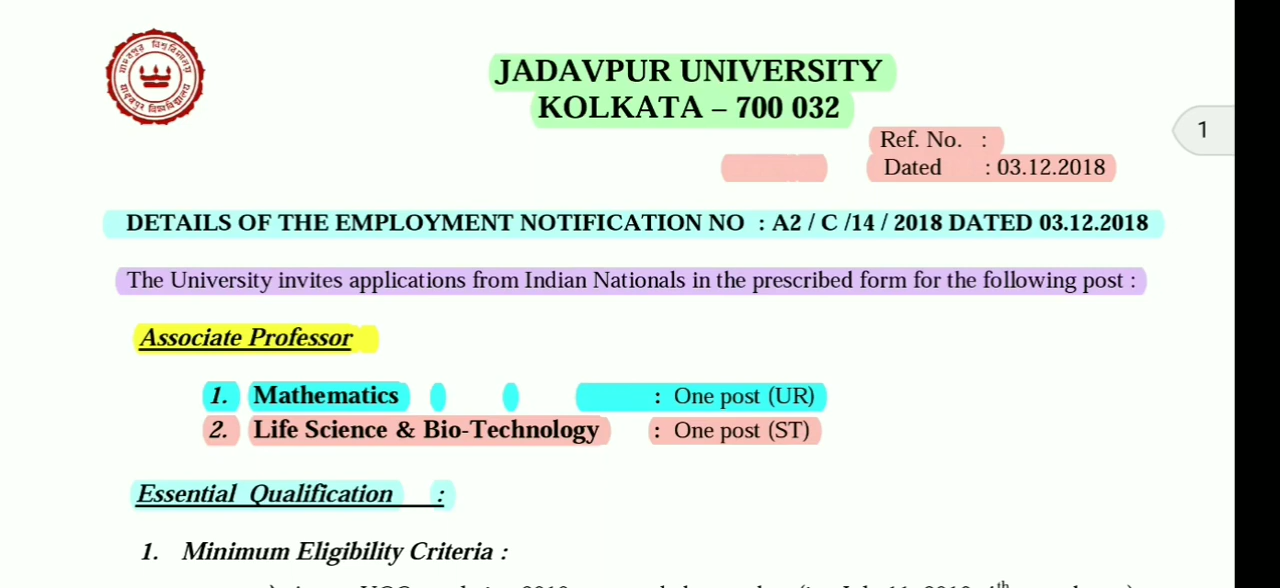 যাদবপুর বিশ্ববিদ্যালয়
JADAVPUR UNIVERSITY
KOLKATA – 700 032
Ref. No. :
Dated : 03.12.2018
1
DETAILS OF THE EMPLOYMENT NOTIFICATION NO : A2 / C /14 / 2018 DATED 03.12.2018
The University invites applications from Indian Nationals in the prescribed form for the following post :
Associate Professor
1. Mathematics : One post (UR)
2. Life Science & Bio-Technology : One post (ST)
Essential Qualification :
1. Minimum Eligibility Criteria :